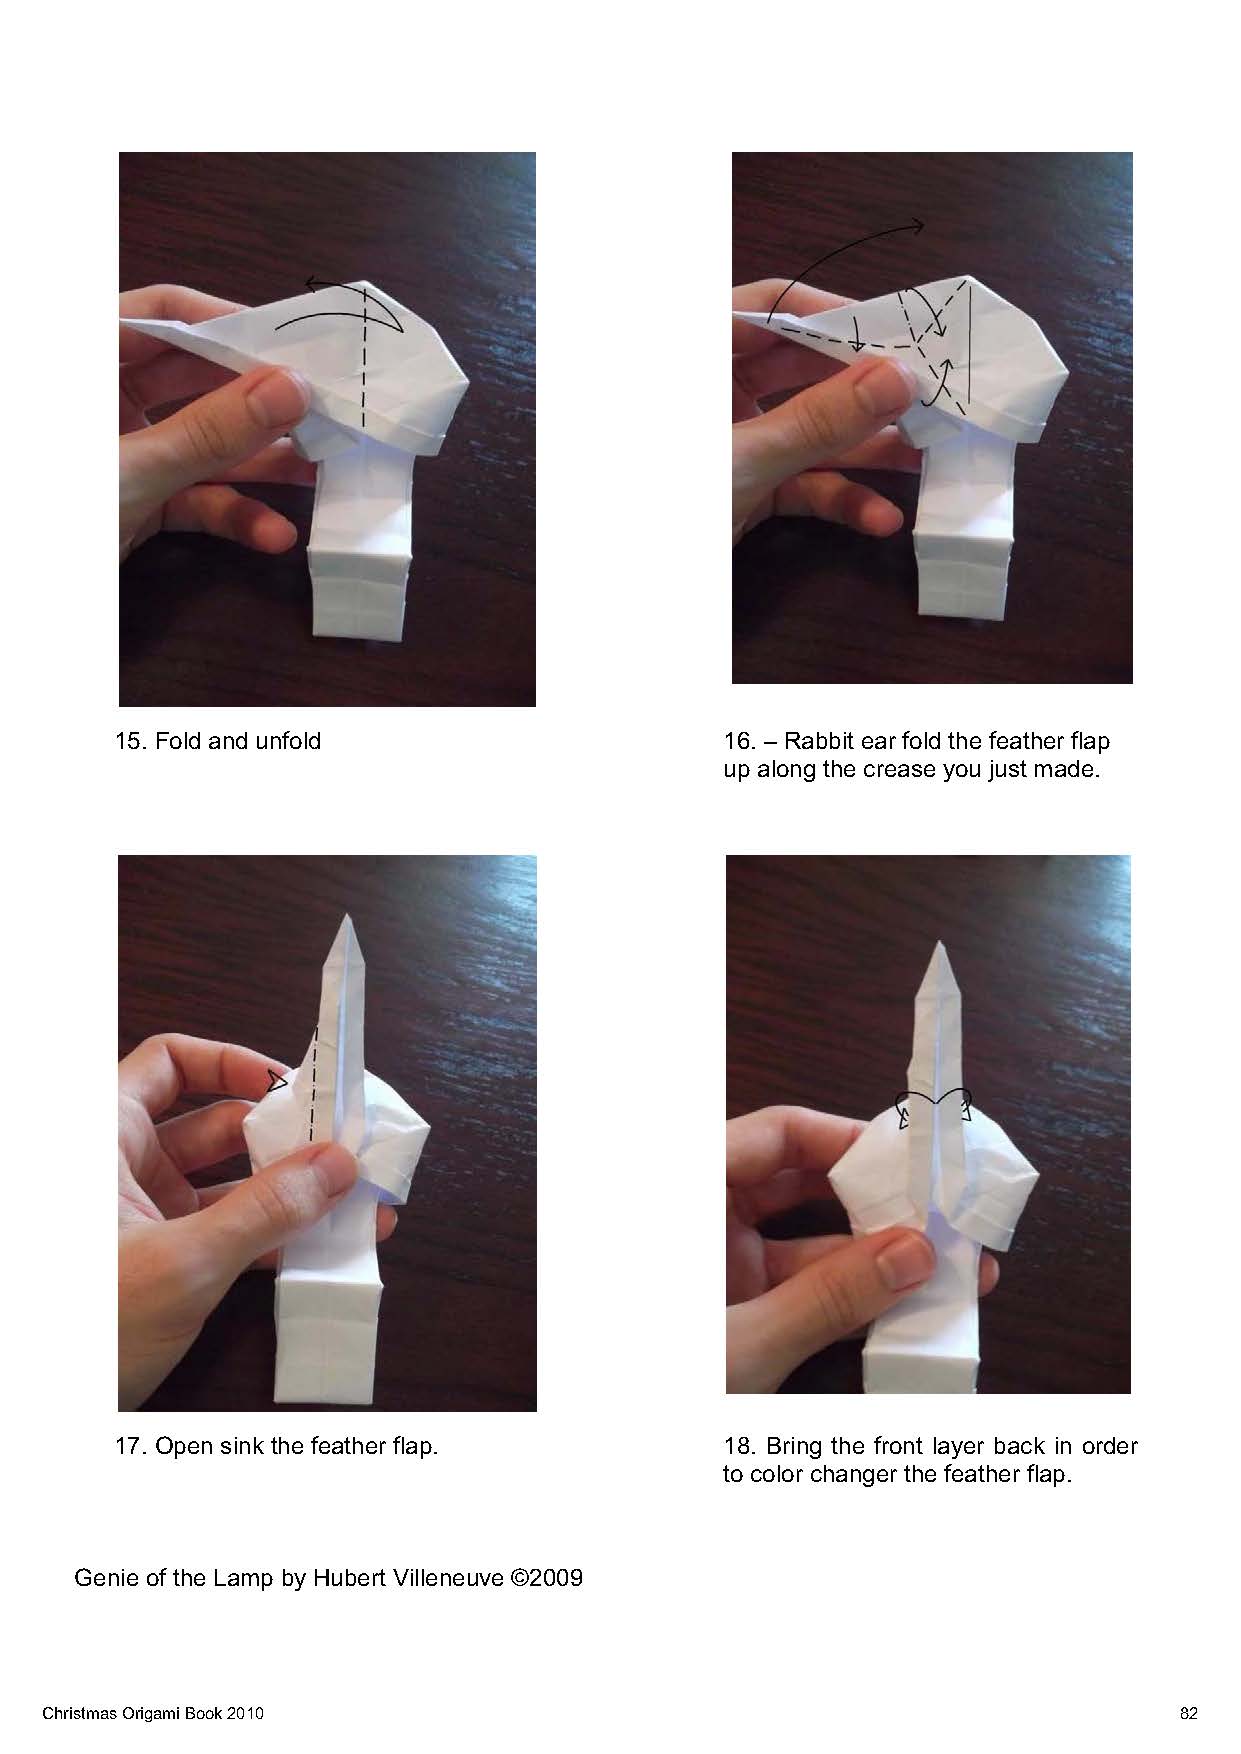 15. Fold and unfold
16. – Rabbit ear fold the feather flap
up along the crease you just made.
17. Open sink the feather flap.
18. Bring the front layer back in order
to color changer the feather flap.
Genie of the Lamp by Hubert Villeneuve ©2009
Christmas Origami Book 2010
82